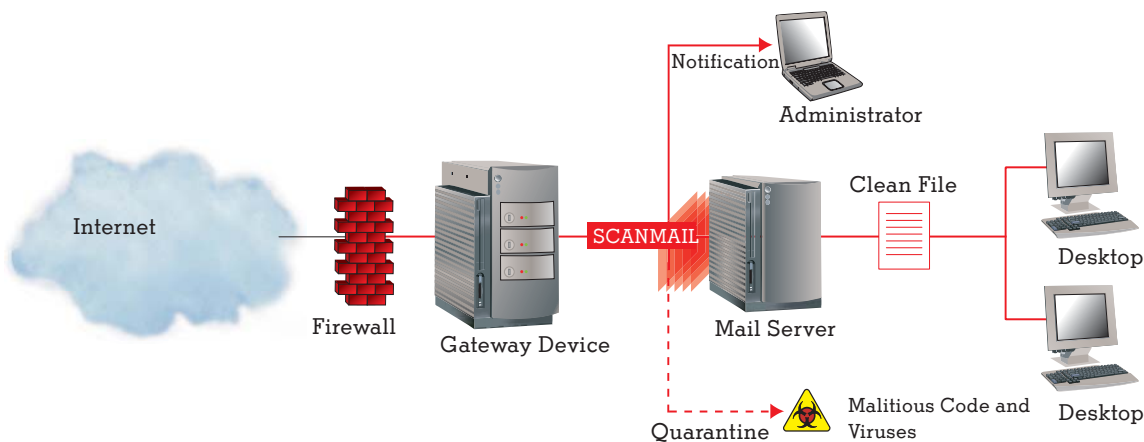 Notification
Administrator
Internet
Firewall
Gateway Device
SCANMAIL
Mail Server
Clean File
Desktop
Desktop
Quarantine
Malitious Code and
Viruses